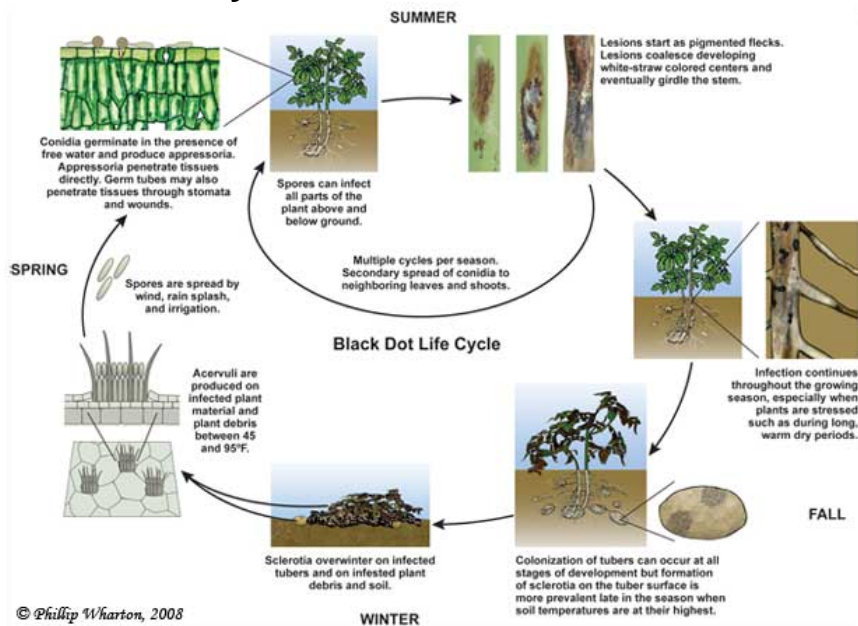 SUMMER
Lesions start as pigmented flecks.
Lesions coalesce developing
white-straw colored centers and
eventually girdle the stem.
Conidia germinate in the presence of
free water and produce appressoria.
Appressoria penetrate tissues
directly. Germ tubes may also
penetrate tissues through stomata
and wounds.
Spores can infect
all parts of the
plant above and
below ground.
Multiple cycles per season.
Secondary spread of conidia to
neighboring leaves and shoots.
SPRING
Spores are spread by
wind, rain splash,
and irrigation.
Black Dot Life Cycle
Acervuli are
produced on
infected plant
material and
plant debris
between 45
and 95ºF.
Infection continues
throughout the growing
season, especially when
plants are stressed
such as during long,
warm dry periods.
FALL
Sclerotia overwinter on infected
tubers and on infested plant
debris and soil.
Colonization of tubers can occur at all
stages of development but formation
of sclerotia on the tuber surface is
more prevalent late in the season when
soil temperatures are at their highest.
WINTER
© Phillip Wharton, 2008